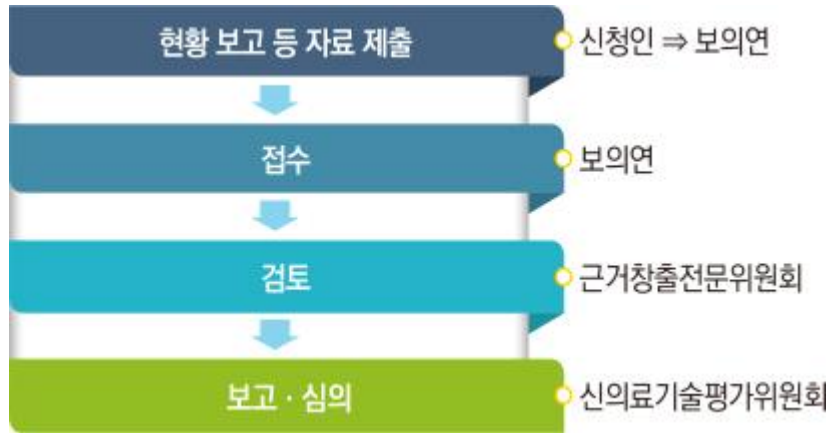 현황 보고 등 자료 제출
신청인 ⇒ 보의연
접수
보의연
검토
근거창출전문위원회
보고 · 심의
신의료기술평가위원회